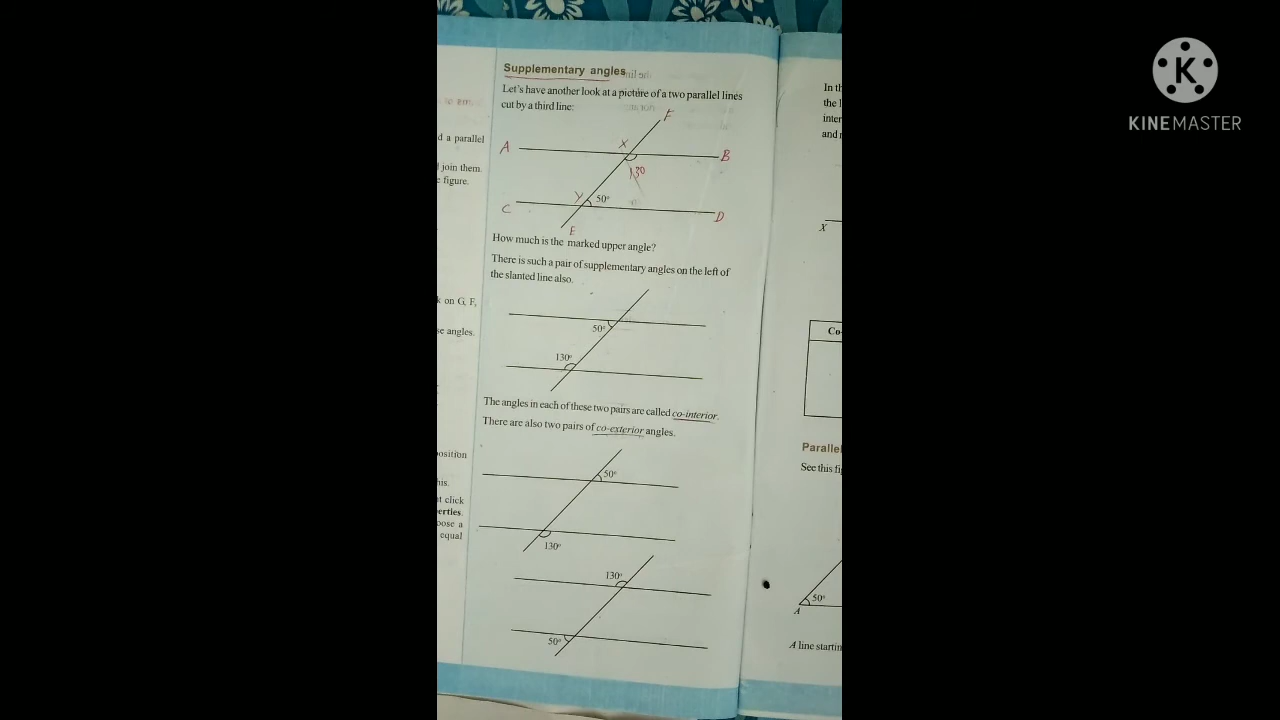 Supplementary angles
Let's have another look at a picture of a two parallel lines
cut by a third line:
F
X
A
B
130
Y
50°
C
D
E
How much is the marked upper angle?
There is such a pair of supplementary angles on the left of
the slanted line also.
50°
130°
The angles in each of these two pairs are called co-interior.
There are also two pairs of co-exterior angles.
50°
130°
130°
50°
d a parallel
join them.
figure.
on G, F,
angles.
his.
click
equal
In th
the l
inter
and
X
Co-
Parallel
See this fi
50°
A
A line startin
K
KINEMASTER